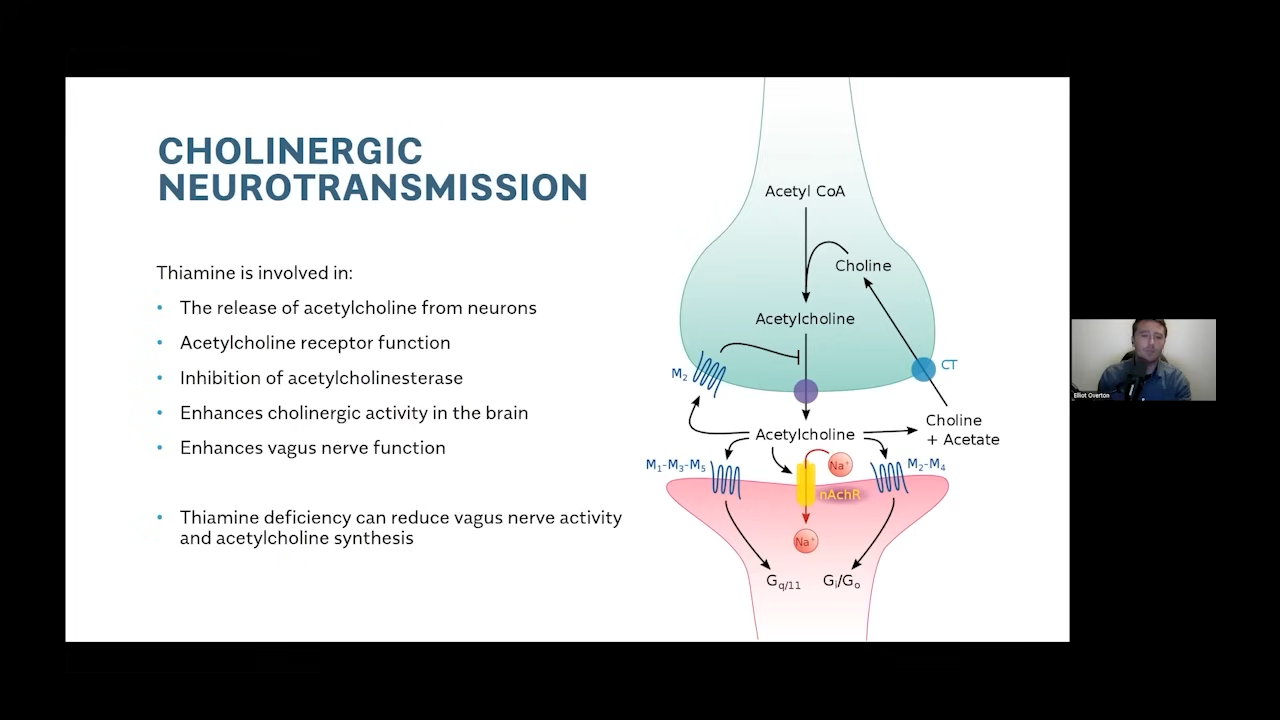 CHOLINERGIC
NEUROTRANSMISSION
Thiamine is involved in:
• The release of acetylcholine from neurons
• Acetylcholine receptor function
• Inhibition of acetylcholinesterase
• Enhances cholinergic activity in the brain
• Enhances vagus nerve function
• Thiamine deficiency can reduce vagus nerve activity
and acetylcholine synthesis
Acetyl CoA
Choline
Acetylcholine
M₂
CT
Acetylcholine
Choline
+ Acetate
M₁-M₃-M₅
Na⁺
M₂-M₄
nAchR
Na⁺
Gq/11
Gᵢ/Gₒ
Elliot Overton